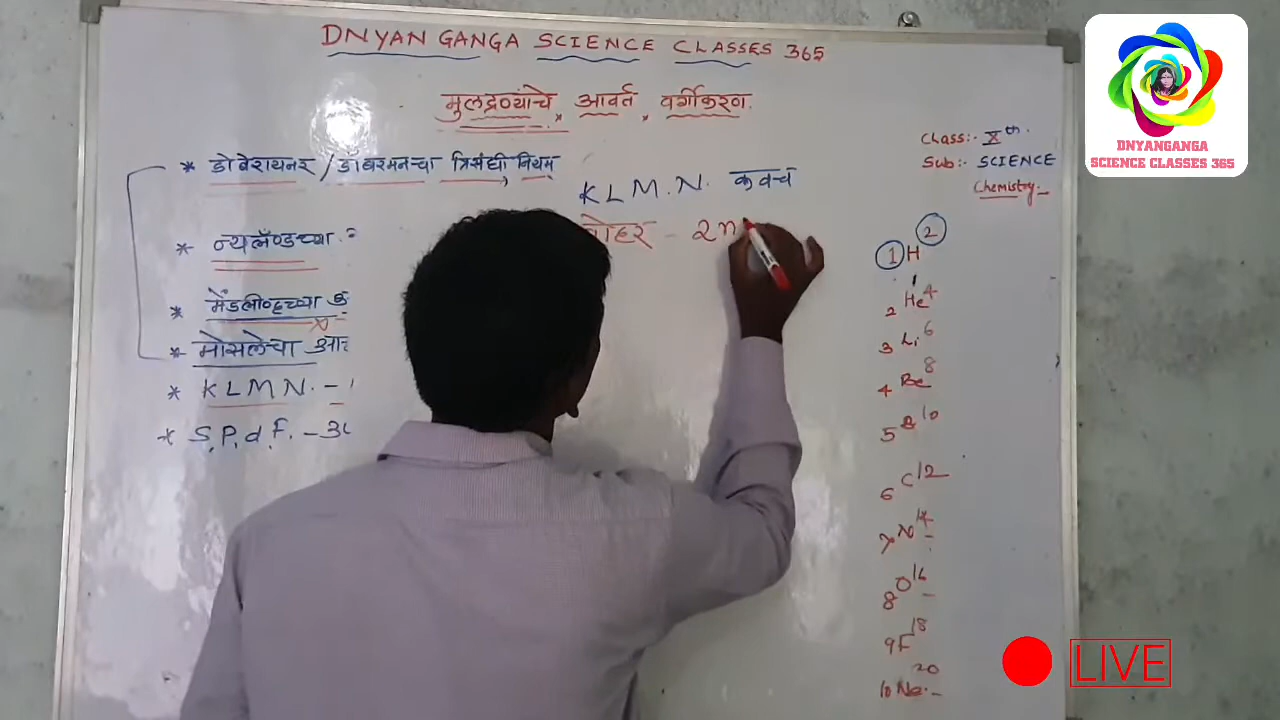 DNYAN GANGA SCIENCE CLASSES 365
मुलद्रव्यांचे आवर्त वर्गीकरण.
* डोबेरायनर / डोबरमनच्या त्रिसंघी नियम
* न्यूलॅण्डच्या
* मेंडलीव्हच्या
* मोसलेचा
* KLMN. -
* S, P, d, F. -
K L M. N. कवच
बोहर - 2n
Class:- Xth.
Sub:- SCIENCE
Chemistry.-
1 H 2
2 He 4
3 Li 6
4 Be 8
5 B 10
6 C 12
7 N 14
8 O 16
9 F 18
10 Ne 20
DNYANGANGA
SCIENCE CLASSES 365
LIVE